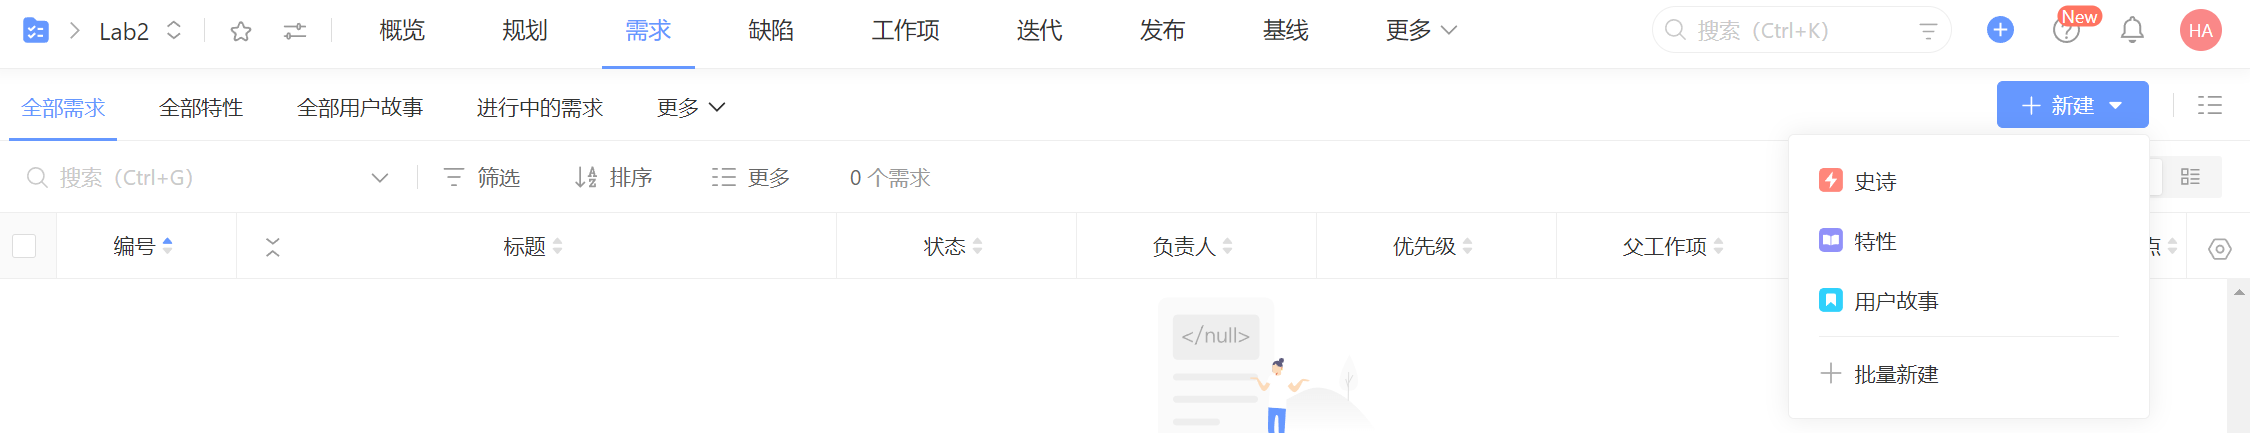 Lab2 概览 规划 需求 缺陷 工作项 迭代 发布 基线 更多 搜索（Ctrl+K） New HA
全部需求 全部特性 全部用户故事 进行中的需求 更多 新建
搜索（Ctrl+G） 筛选 排序 更多 0 个需求
史诗
特性
用户故事
批量新建
编号 标题 状态 负责人 优先级 父工作项 点
</null>